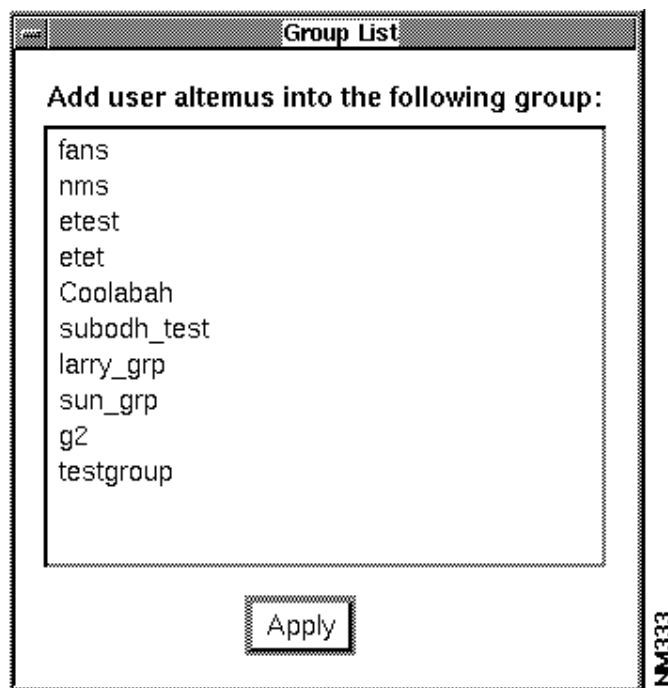 Group List
Add user altemus into the following group:
fans
nms
etest
etet
Coolabah
subodh_test
larry_grp
sun_grp
g2
testgroup
Apply
NM333